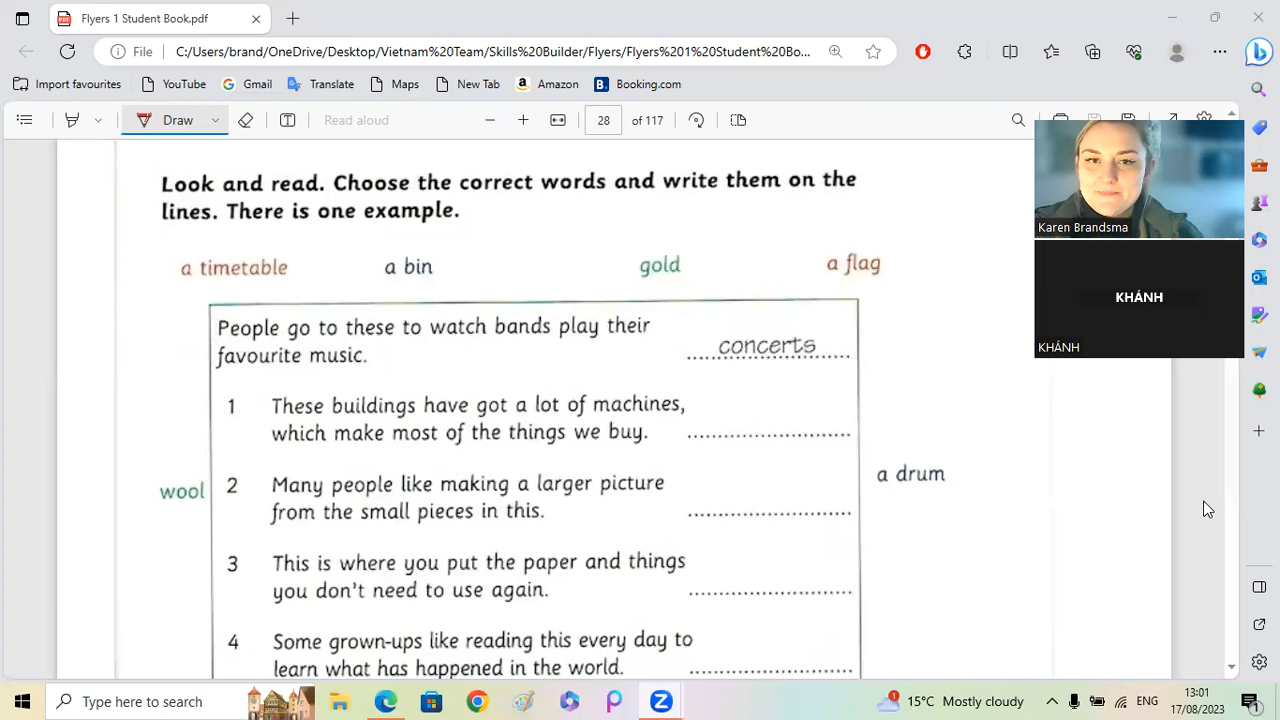 Flyers 1 Student Book.pdf
File C:/Users/brand/OneDrive/Desktop/Vietnam%20Team/Skills%20Builder/Flyers/Flyers%201%20Student%20Bo...
Import favourites YouTube Gmail Translate Maps New Tab Amazon Booking.com
Draw Read aloud 28 of 117
Look and read. Choose the correct words and write them on the
lines. There is one example.
a timetable a bin gold a flag
People go to these to watch bands play their
favourite music. concerts
1 These buildings have got a lot of machines,
which make most of the things we buy.
wool
2 Many people like making a larger picture
from the small pieces in this.
a drum
3 This is where you put the paper and things
you don't need to use again.
4 Some grown-ups like reading this every day to
learn what has happened in the world.
Karen Brandsma
KHÁNH
KHÁNH
Type here to search
15°C Mostly cloudy
ENG
13:01
17/08/2023